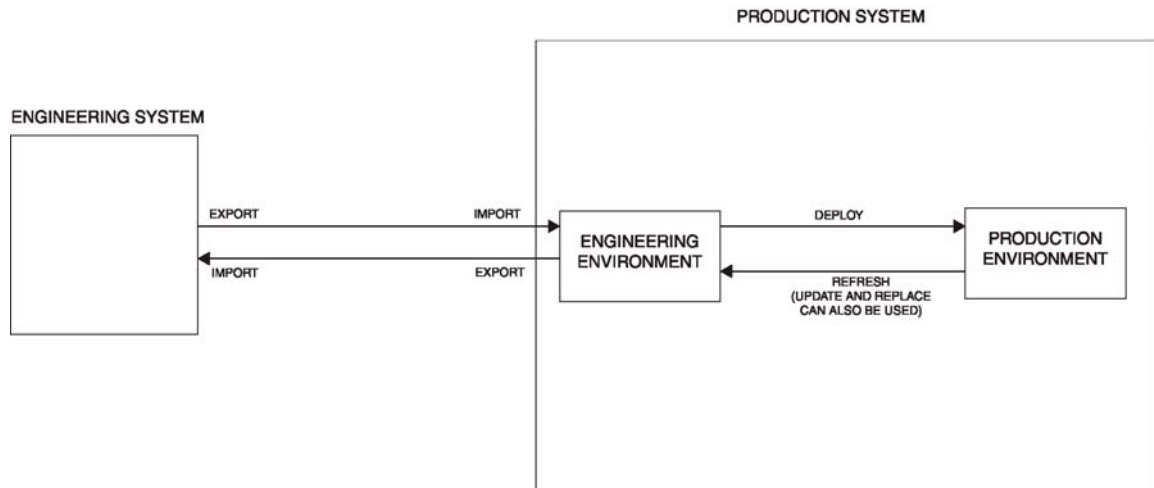 PRODUCTION SYSTEM
ENGINEERING SYSTEM
EXPORT
IMPORT
IMPORT
EXPORT
ENGINEERING
ENVIRONMENT
DEPLOY
REFRESH
(UPDATE AND REPLACE
CAN ALSO BE USED)
PRODUCTION
ENVIRONMENT